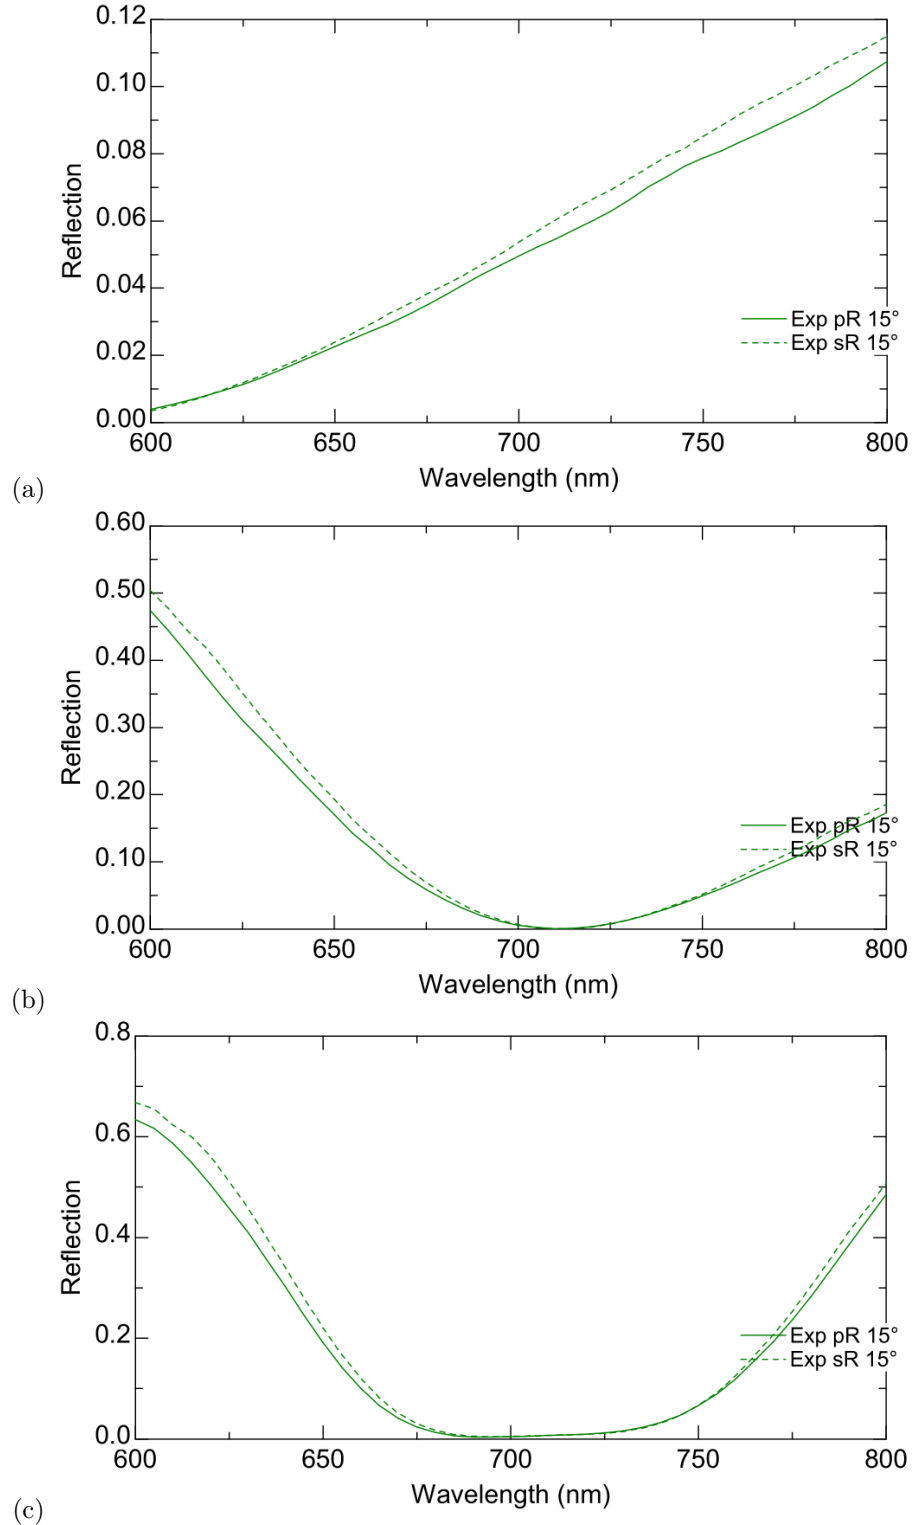 0.12
0.10
0.08
0.06
0.04
0.02
0.00
Reflection
Exp pR 15°
Exp sR 15°
600 650 700 750 800
Wavelength (nm)
(a)
0.60
0.50
0.40
0.30
0.20
0.10
0.00
Reflection
Exp pR 15°
Exp sR 15°
600 650 700 750 800
Wavelength (nm)
(b)
0.8
0.6
0.4
0.2
0.0
Reflection
Exp pR 15°
Exp sR 15°
600 650 700 750 800
Wavelength (nm)
(c)